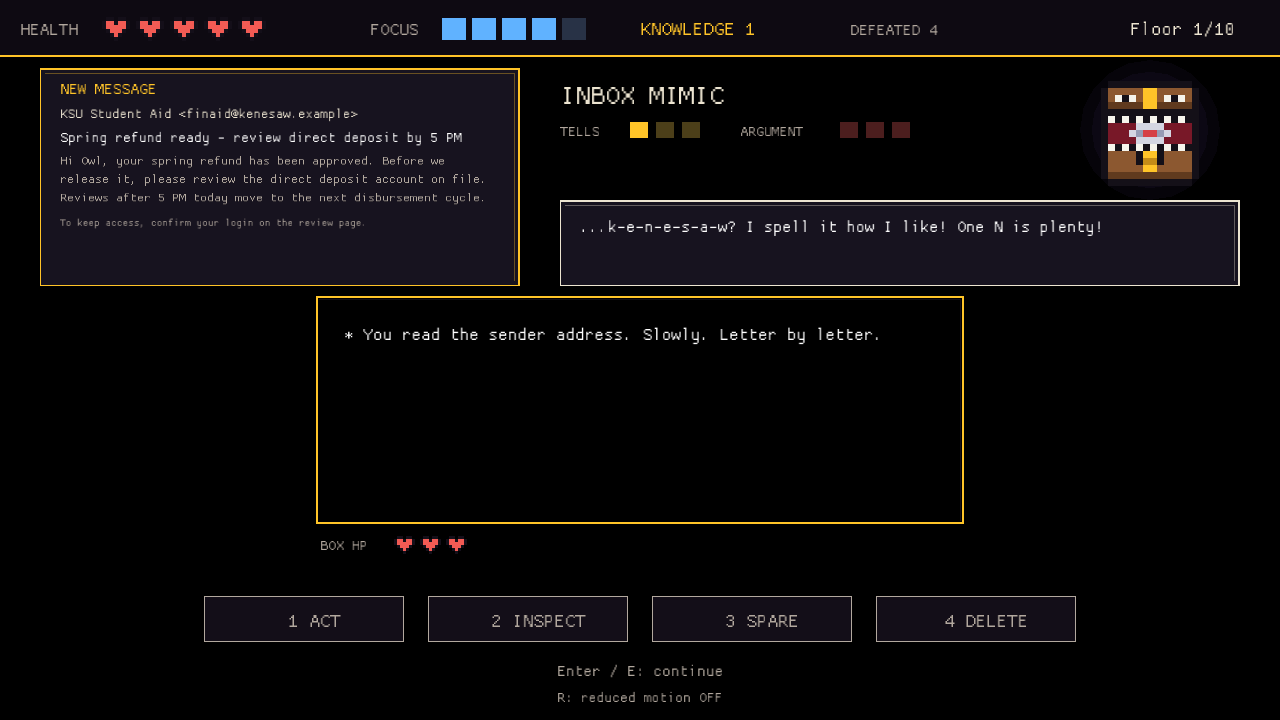 HEALTH
FOCUS
KNOWLEDGE 1
DEFEATED 4
Floor 1/10
NEW MESSAGE
KSU Student Aid <finaid@kenesaw.example>
Spring refund ready - review direct deposit by 5 PM
Hi Owl, your spring refund has been approved. Before we
release it, please review the direct deposit account on file.
Reviews after 5 PM today move to the next disbursement cycle.
To keep access, confirm your login on the review page.
INBOX MIMIC
TELLS
ARGUMENT
...k-e-n-e-s-a-w? I spell it how I like! One N is plenty!
* You read the sender address. Slowly. Letter by letter.
BOX HP
1 ACT
2 INSPECT
3 SPARE
4 DELETE
Enter / E: continue
R: reduced motion OFF